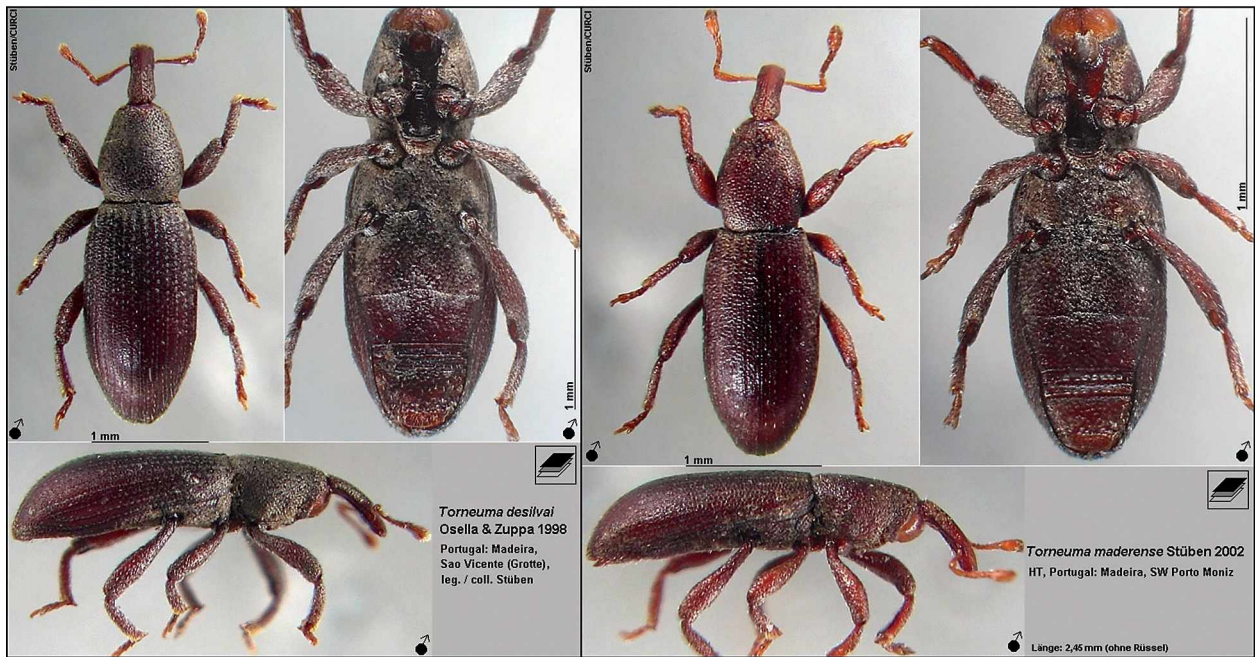 Stüben/CURCI
1 mm
1 mm
Torneuma desilvai
Osella & Zuppa 1998
Portugal: Madeira,
Sao Vicente (Grotte),
leg. / coll. Stüben
Stüben/CURCI
1 mm
1 mm
Torneuma maderense Stüben 2002
HT, Portugal: Madeira, SW Porto Moniz
Länge: 2,45 mm (ohne Rüssel)